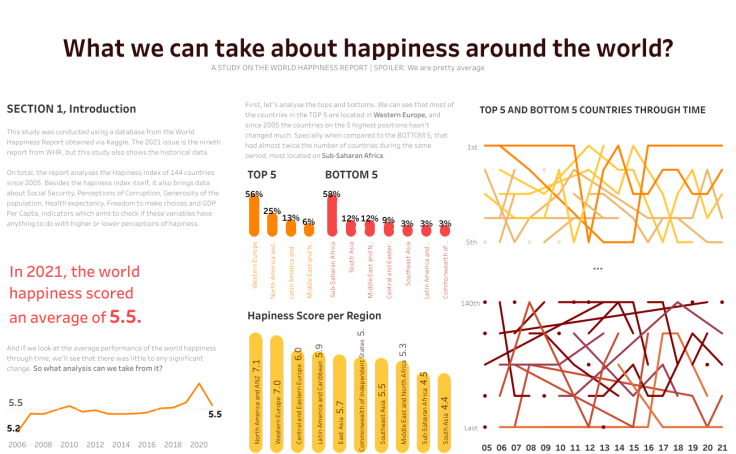 What we can take about happiness around the world?
A STUDY ON THE WORLD HAPPINESS REPORT | SPOILER: We are pretty average
SECTION 1, Introduction
This study was conducted using a database from the World
Happiness Report obtained via Kaggle. The 2021 issue is the nineth
report from WHR, but this study also shows the historical data.
On total, the report analyses the Hapiness Index of 144 countries
since 2005. Besides the hapiness index itself, it also brings data
about Social Security, Perceptions of Corruption, Generosity of the
population, Health expectancy, Freedom to make choices and GDP
Per Capta, indicators which aims to check if these variables have
anything to do with higher or lower perceptions of hapiness.
In 2021, the world
happiness scored
an average of 5.5.
And if we look at the average performance of the world happiness
through time, we'll see that there was little to any significant
change. So what analysis can we take from it?
5.5
5.2
5.5
2006 2008 2010 2012 2014 2016 2018 2020
First, let's analyse the tops and bottoms. We can see that most of
the countries in the TOP 5 are located in Western Europe, and
since 2005 the countries on the 5 highest positions hasn't
changed much. Specially when compared to the BOTTOM 5, that
had almost twice the number of countries during the same
period, most located on Sub-Saharan Africa.
TOP 5
56%
25%
13%
6%
Western Europe
North America and..
Latin America and ..
Middle East and N..
BOTTOM 5
58%
12%
12%
9%
3%
3%
3%
Sub-Saharan Africa
South Asia
Middle East and N..
Central and Easter..
Southeast Asia
Latin America and ..
Commonwealth of ..
Hapiness Score per Region
North America and ANZ 7.1
Western Europe 7.0
Central and Eastern Europe 6.0
Latin America and Caribbean 5.9
East Asia 5.7
Commonwealth of Independent States 5.
Southeast Asia 5.5
Middle East and North Africa 5.3
Sub-Saharan Africa 4.5
South Asia 4.4
TOP 5 AND BOTTOM 5 COUNTRIES THROUGH TIME
1st
5th
...
140th
Last
05 06 07 08 09 10 11 12 13 14 15 16 17 18 19 20 21